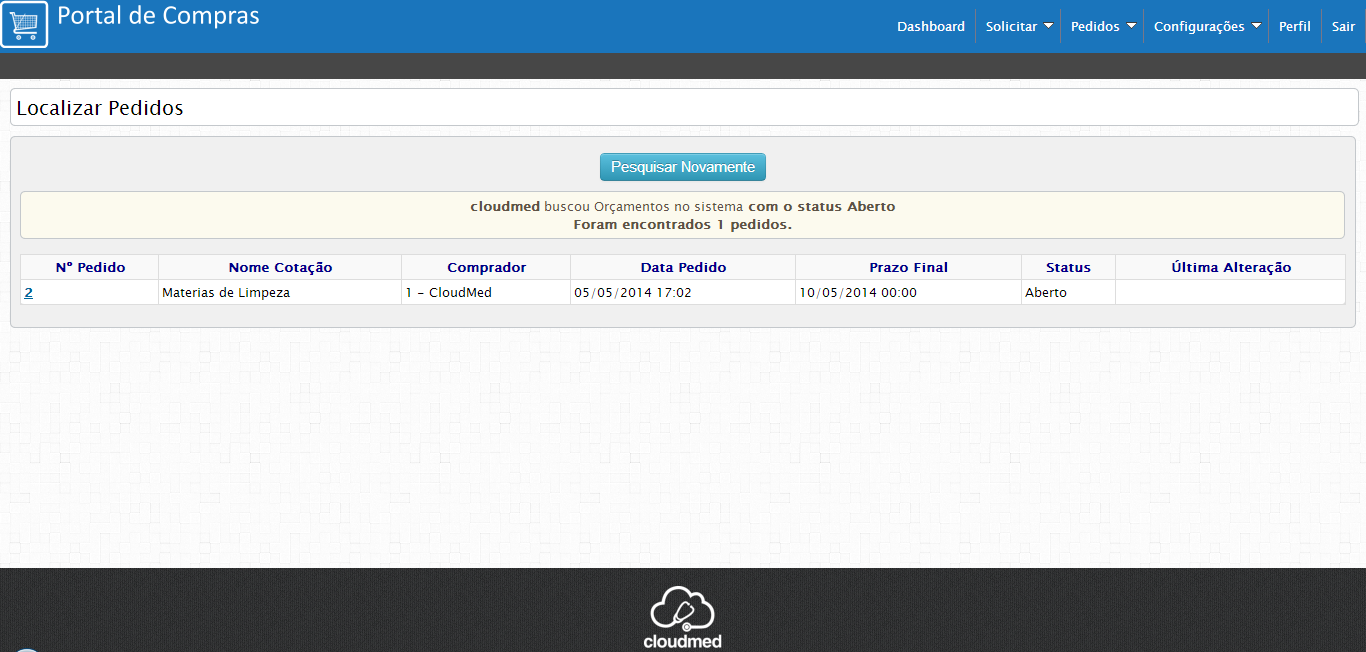 Portal de Compras
Dashboard Solicitar Pedidos Configurações Perfil Sair
Localizar Pedidos
Pesquisar Novamente
cloudmed buscou Orçamentos no sistema com o status Aberto
Foram encontrados 1 pedidos.
Nº Pedido Nome Cotação Comprador Data Pedido Prazo Final Status Última Alteração
2 Materias de Limpeza 1 - CloudMed 05/05/2014 17:02 10/05/2014 00:00 Aberto
cloudmed